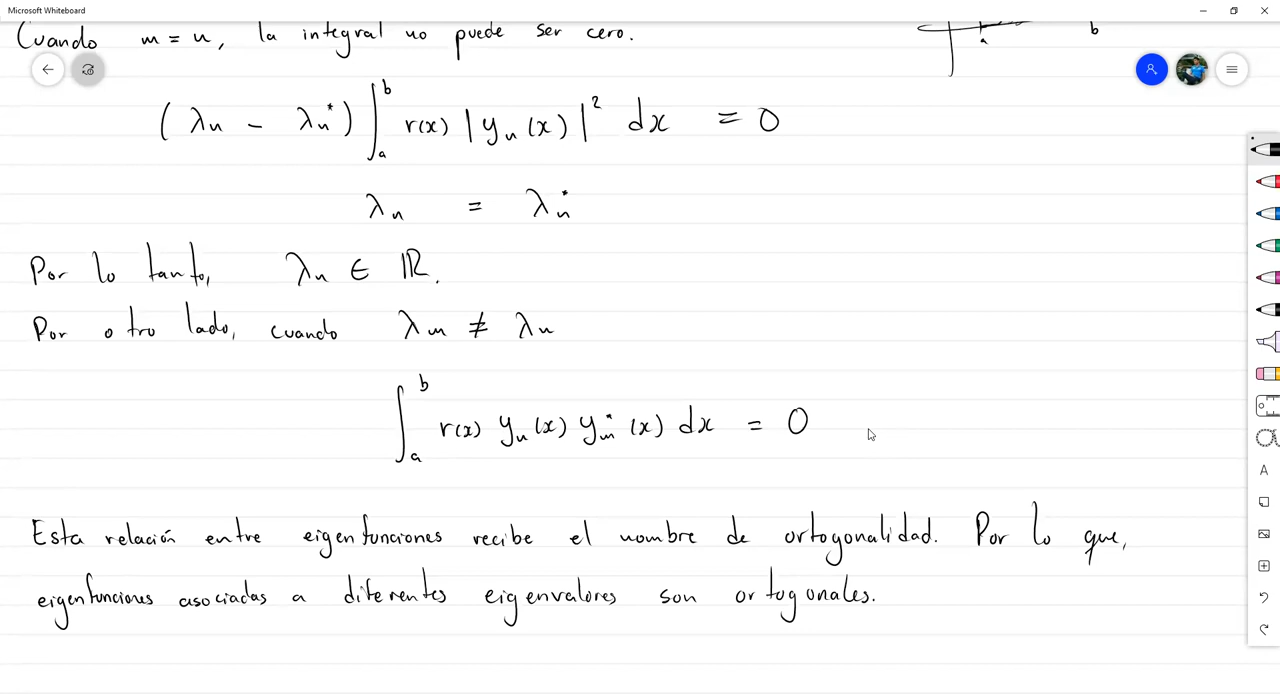 Microsoft Whiteboard
Cuando m = n, la integral no puede ser cero.
a b
(λn - λn*) ∫_a^b r(x) |yn(x)|² dx = 0
λn = λn*
Por lo tanto, λn ∈ ℝ.
Por otro lado, cuando λm ≠ λn
∫_a^b r(x) yn(x) ym*(x) dx = 0
Esta relación entre eigenfunciones recibe el nombre de ortogonalidad. Por lo que,
eigenfunciones asociadas a diferentes eigenvalores son ortogonales.